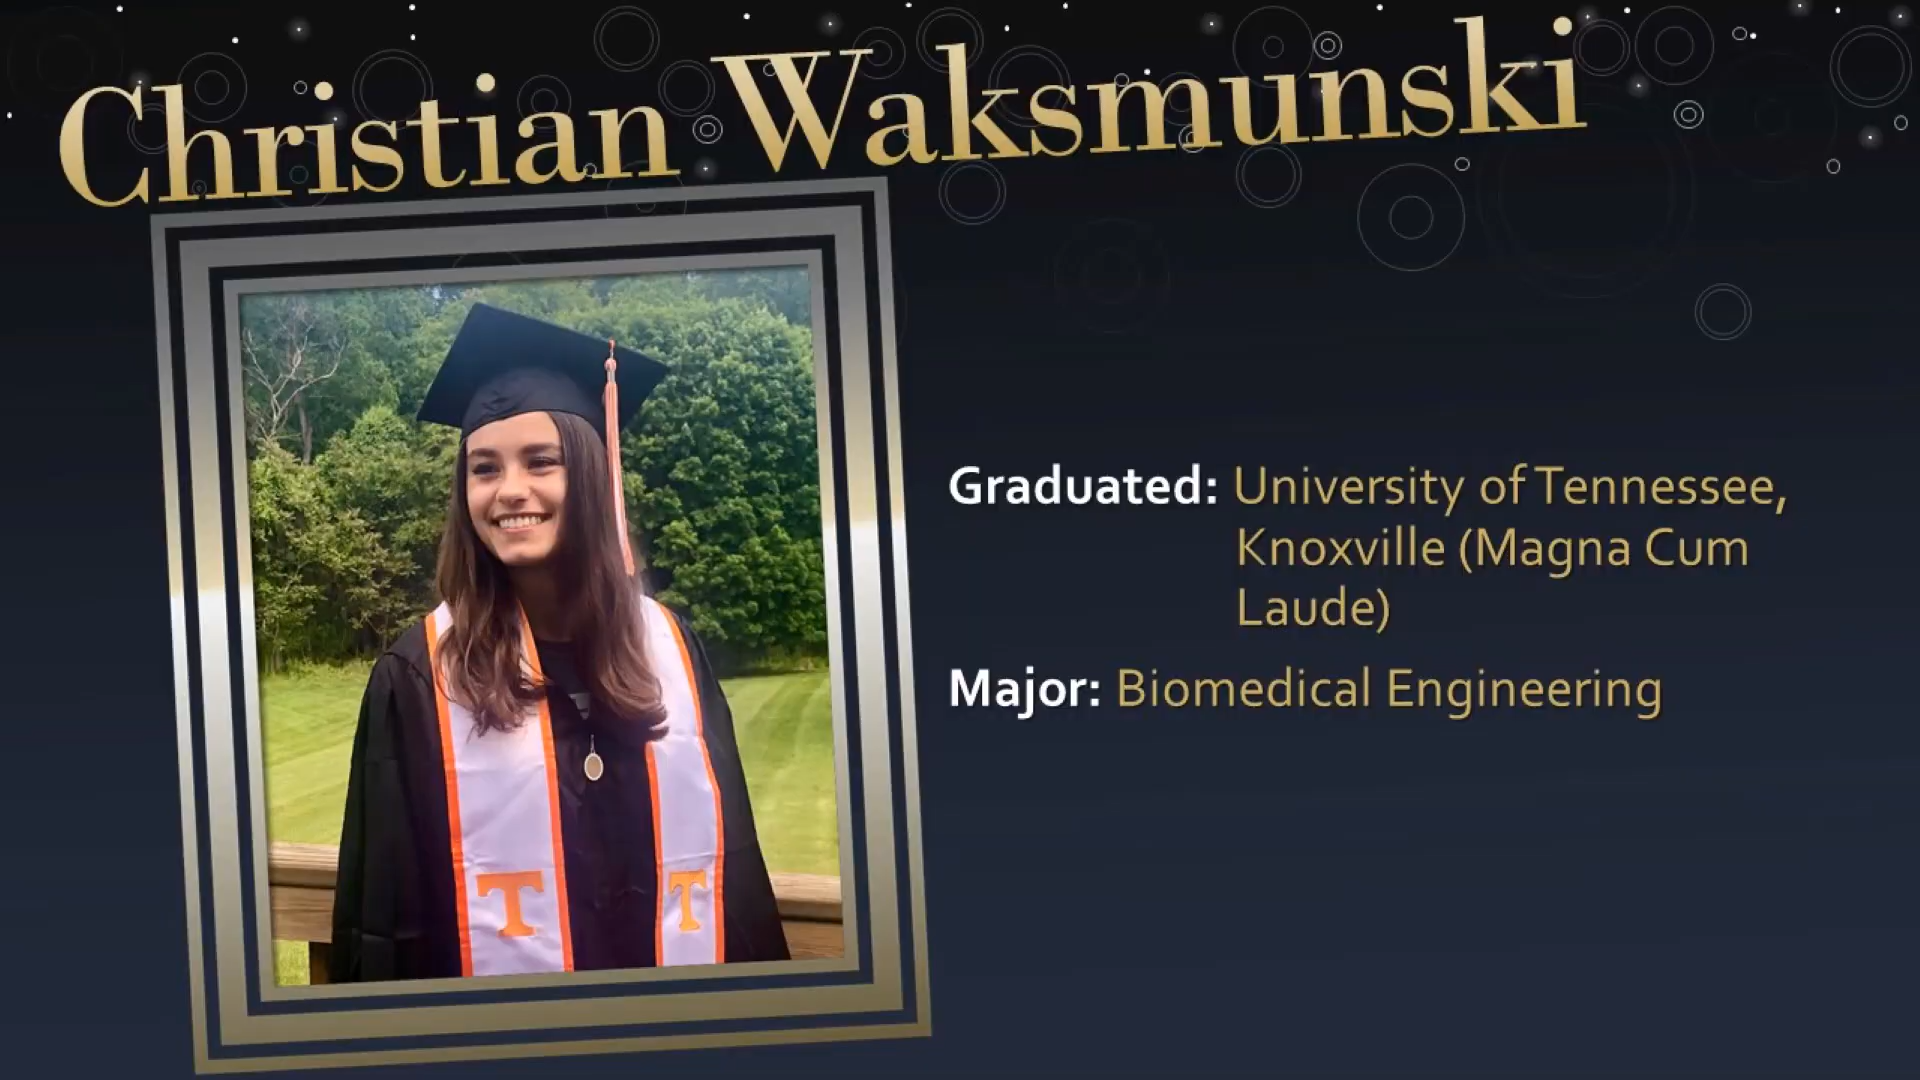 Christian Waksmunski
Graduated: University of Tennessee,
Knoxville (Magna Cum
Laude)
Major: Biomedical Engineering
T T